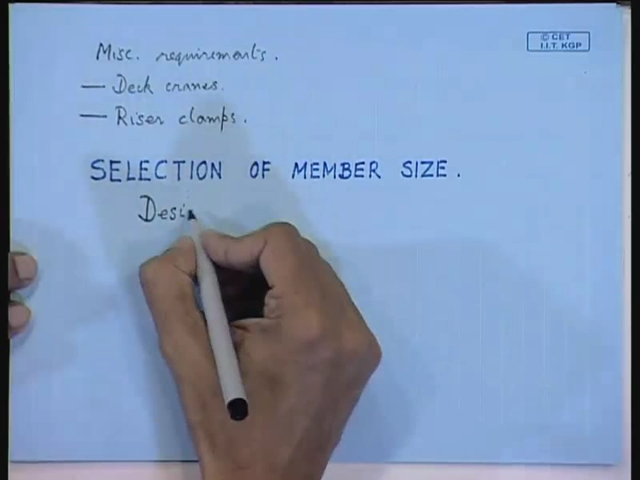 © CET
I.I.T. KGP
Misc. requirements.
— Deck cranes.
— Riser clamps.
SELECTION OF MEMBER SIZE.
Desi